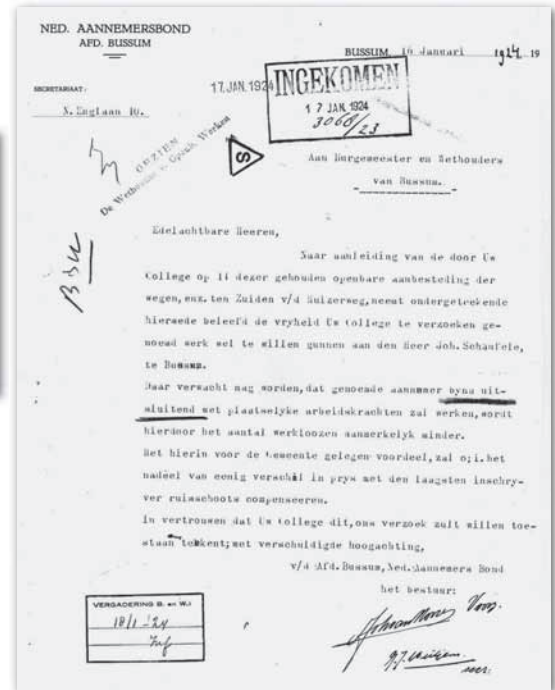 NED. AANNEMERSBOND
AFD. BUSSUM
BUSSUM, 16 Januari 1924 19
SECRETARIAAT:
N. Englaan 10.
17 JAN. 1924
INGEKOMEN
17 JAN. 1924
3068/23
GEZIEN
De Wethouder v. Openb. Werken
S
Aan Burgemeester en Wethouders
van Bussum.
Edelachtbare Heeren,
Naar aanleiding van de door Uw
College op 14 dezer gehouden openbare aanbesteding der
wegen, enz. ten Zuiden v/d Huizerweg, neemt ondergeteekende
hiermede beleefd de vryheid Uw College te verzoeken ge-
noemd werk wel te willen gunnen aan den Heer Joh. Schaufele,
te Bussum.
Daar verwacht mag worden, dat genoemde aannemer byna uit-
sluitend met plaatselyke arbeidskrachten zal werken, wordt
hierdoor het aantal werkloozen aanmerkelyk minder.
Het hierin voor de Gemeente gelegen voordeel, zal o;i. het
nadeel van eenig verschil in prys met den laagsten inschry-
ver ruimschoots compenseeren.
In vertrouwen dat Uw College dit, ons verzoek zult willen toe-
staan tekent; met verschuldigde hoogachting,
v/d Afd. Bussum, Ned. Aannemers Bond
het bestuur:
Voorz.
secr.
VERGADERING B. en W.
18/1-'24